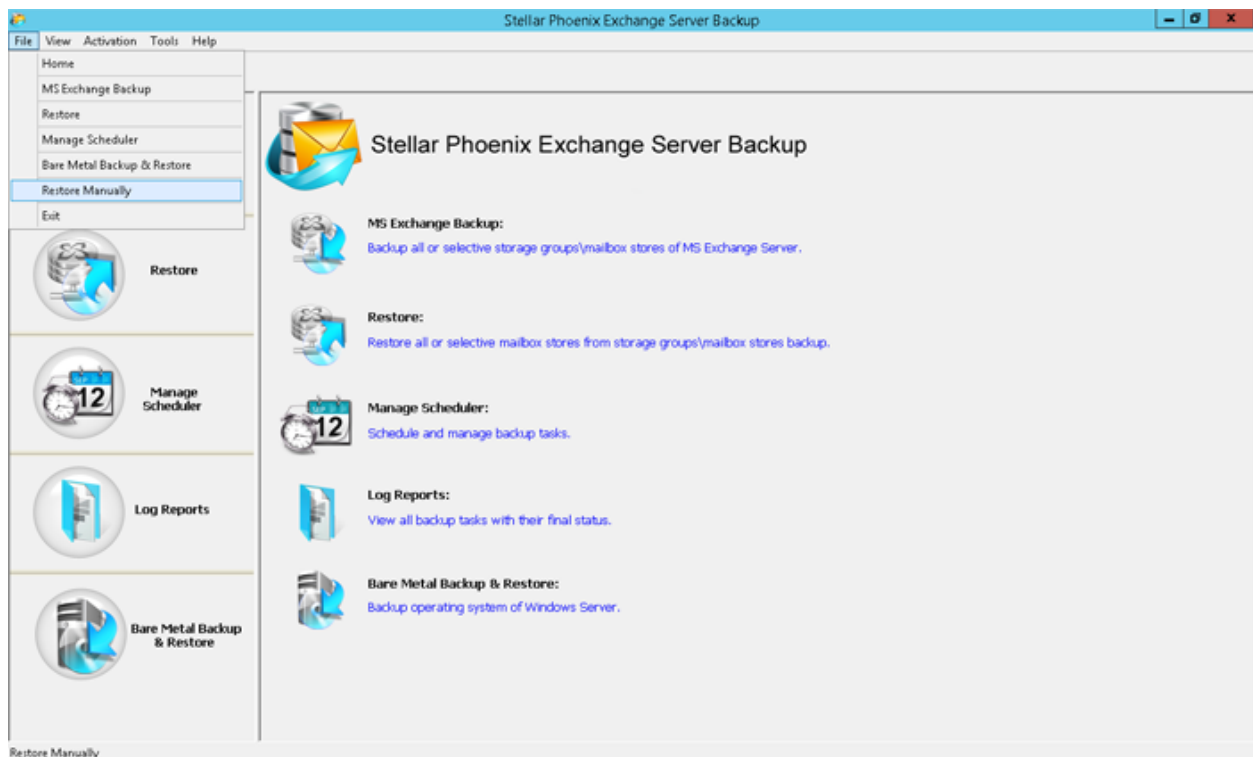 Stellar Phoenix Exchange Server Backup
File View Activation Tools Help
Home
MS Exchange Backup
Restore
Manage Scheduler
Bare Metal Backup & Restore
Restore Manually
Exit
Restore
12
Manage
Scheduler
Log Reports
Bare Metal Backup
& Restore
Stellar Phoenix Exchange Server Backup
MS Exchange Backup:
Backup all or selective storage groups\mailbox stores of MS Exchange Server.
Restore:
Restore all or selective mailbox stores from storage groups\mailbox stores backup.
12
Manage Scheduler:
Schedule and manage backup tasks.
Log Reports:
View all backup tasks with their final status.
Bare Metal Backup & Restore:
Backup operating system of Windows Server.
Restore Manually